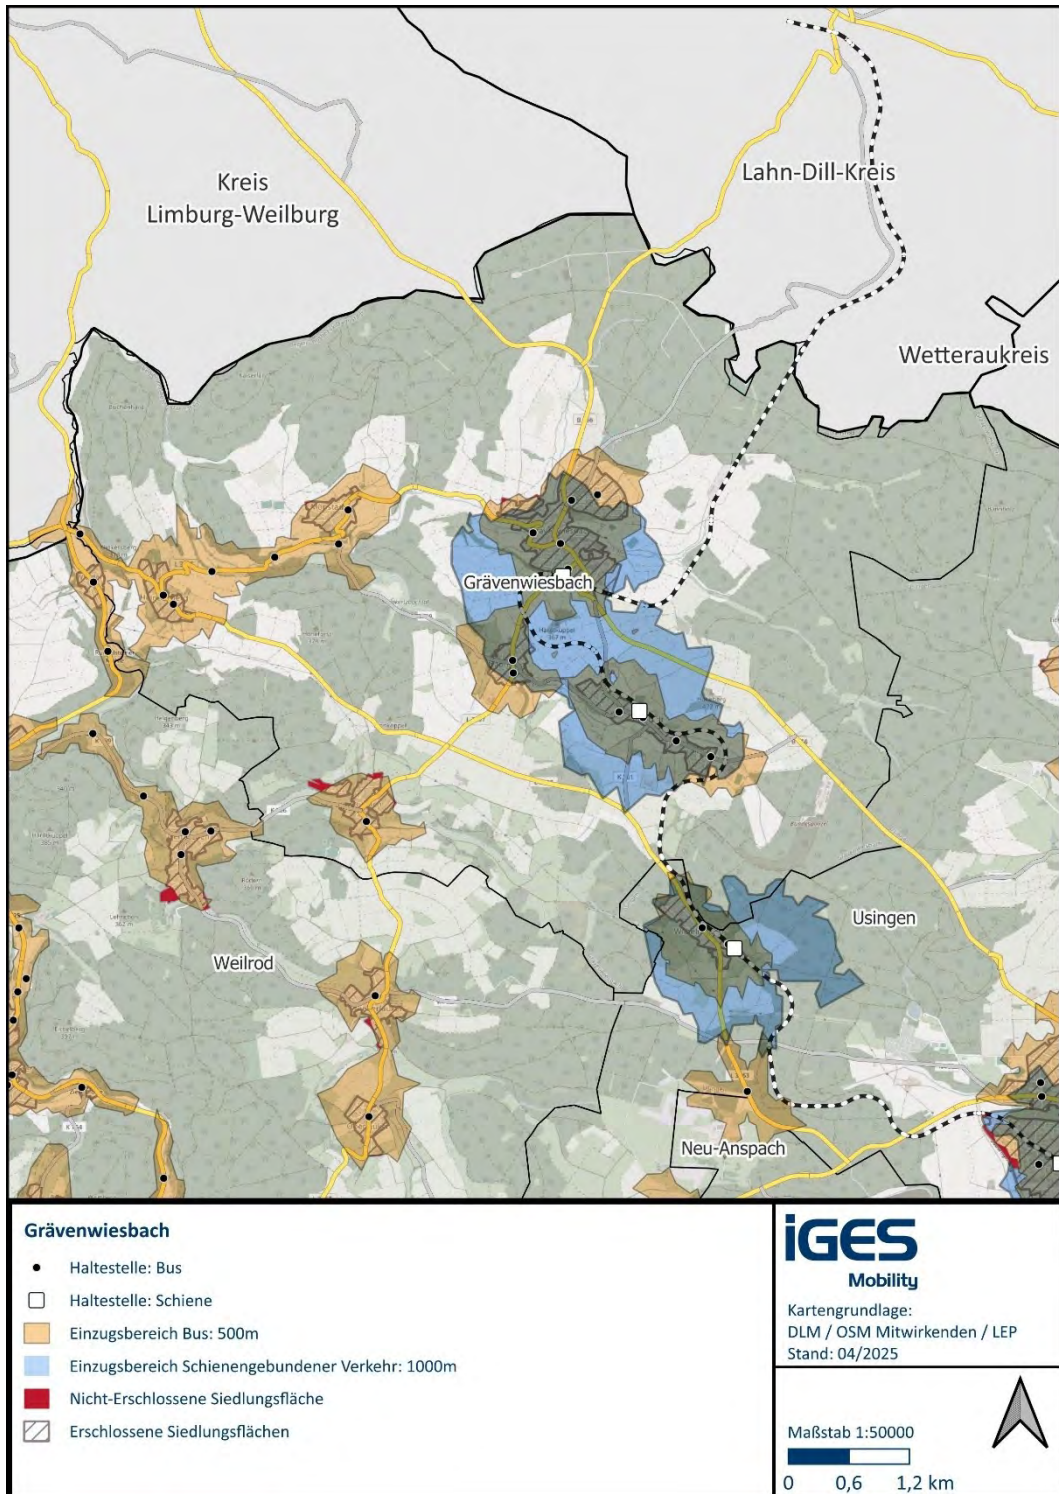 Kreis
Limburg-Weilburg
Lahn-Dill-Kreis
Wetteraukreis
Grävenwiesbach
Usingen
Weilrod
Neu-Anspach
Grävenwiesbach
Haltestelle: Bus
Haltestelle: Schiene
Einzugsbereich Bus: 500m
Einzugsbereich Schienengebundener Verkehr: 1000m
Nicht-Erschlossene Siedlungsfläche
Erschlossene Siedlungsflächen
iGES
Mobility
Kartengrundlage:
DLM / OSM Mitwirkenden / LEP
Stand: 04/2025
Maßstab 1:50000
0 0,6 1,2 km